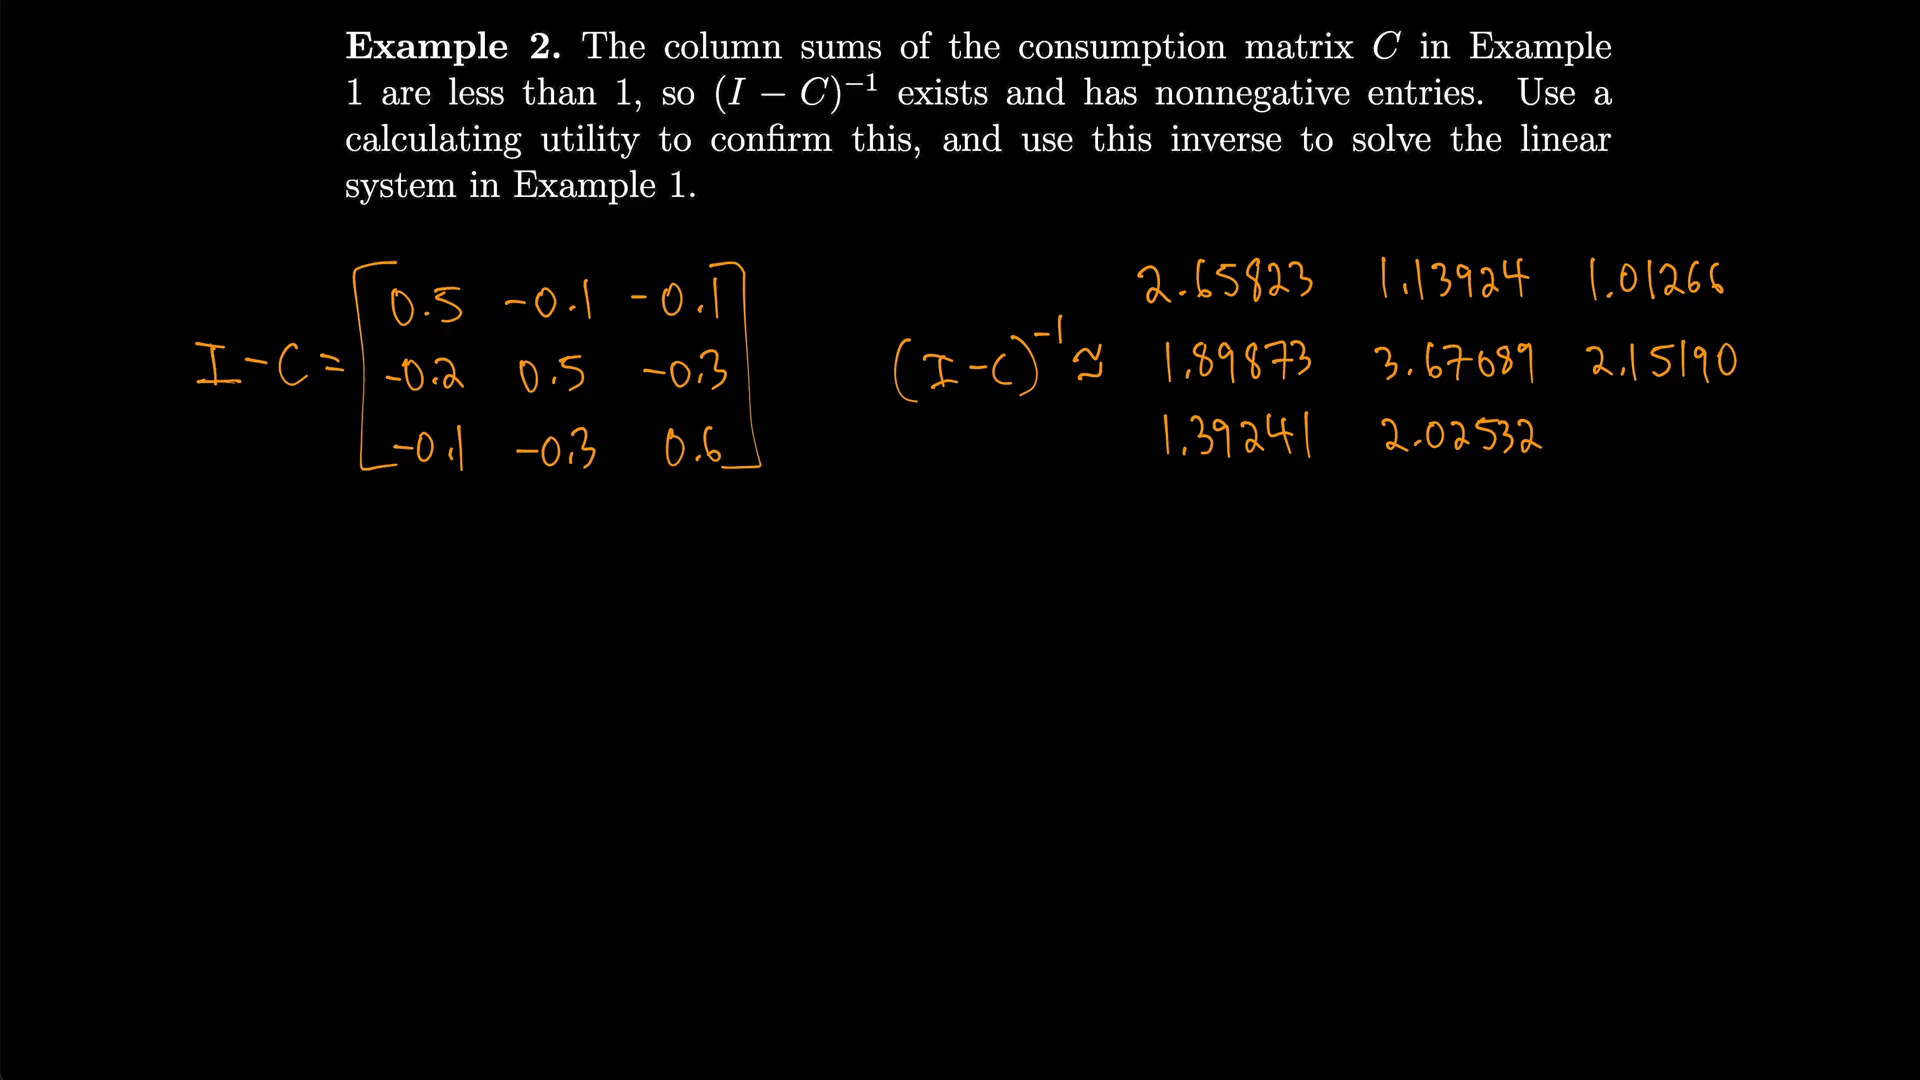 Example 2. The column sums of the consumption matrix C in Example
1 are less than 1, so (I − C)⁻¹ exists and has nonnegative entries. Use a
calculating utility to confirm this, and use this inverse to solve the linear
system in Example 1.
I-C= [0.5 -0.1 -0.1
-0.2 0.5 -0.3
-0.1 -0.3 0.6]
(I-C)⁻¹ ≈ 2.65823 1.13924 1.01266
1.89873 3.67089 2.15190
1.39241 2.02532